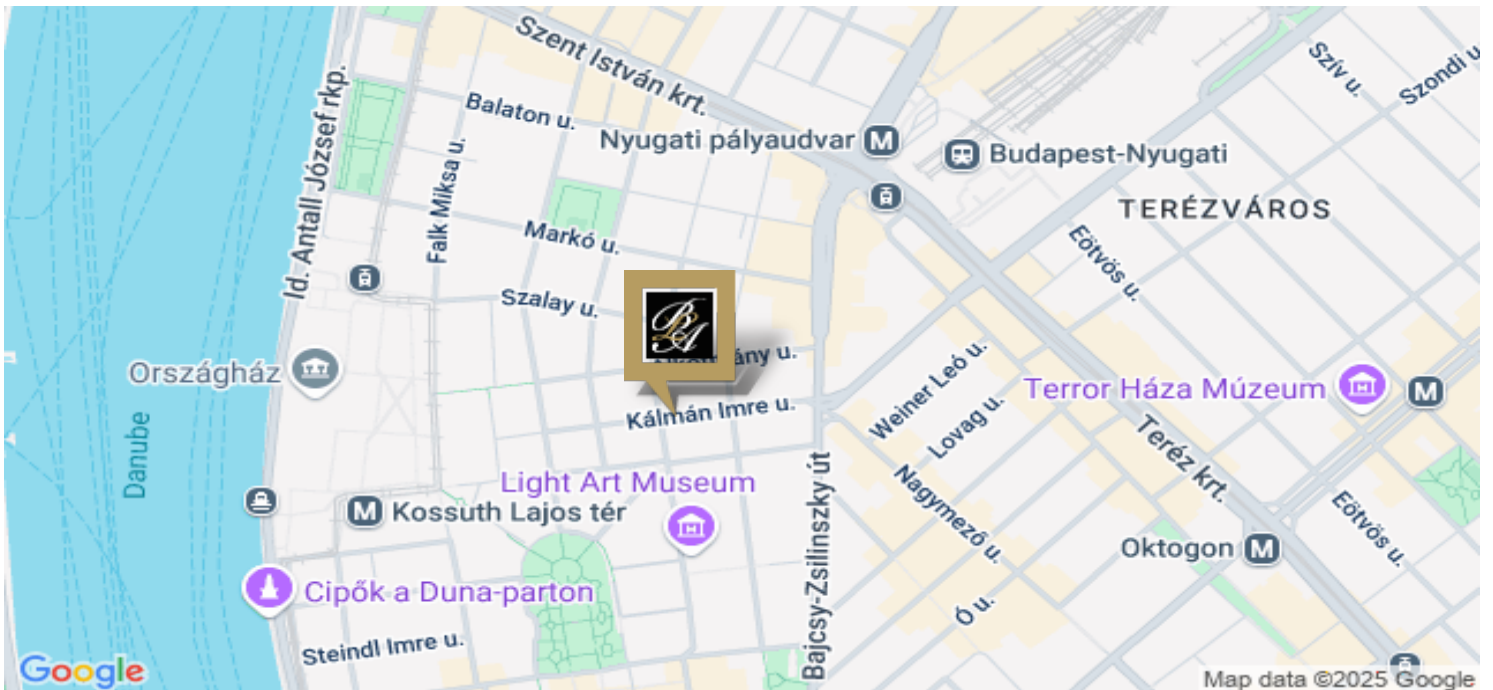 Szent István krt.
Balaton u.
Nyugati pályaudvar
Budapest-Nyugati
Szív u.
Szondi u
Id. Antall József rkp.
Falk Miksa u.
TERÉZVÁROS
Markó u.
Eötvös u.
Szalay u.
Országház
Kálmán Imre u.
Weiner Leó u.
Lovag u.
Terror Háza Múzeum
Teréz krt.
Danube
Light Art Museum
Kossuth Lajos tér
Bajcsy-Zsilinszky út
Nagymező u.
Oktogon
Eötvös u.
Cipők a Duna-parton
Ó u.
Steindl Imre u.
Google
Map data ©2025 Google